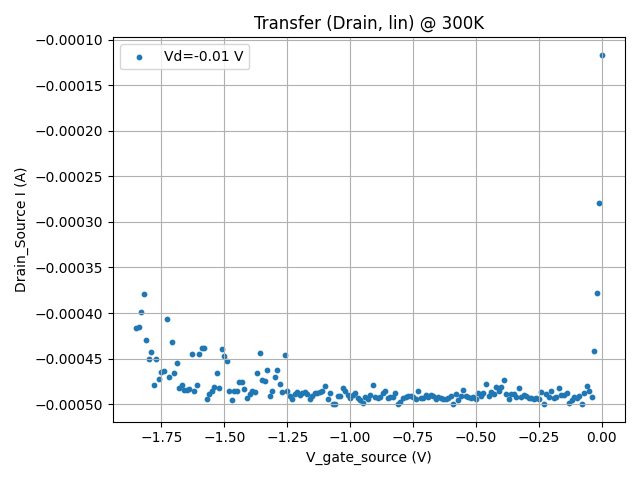 Transfer (Drain, lin) @ 300K
Vd=-0.01 V
Drain_Source I (A)
−0.00010
−0.00015
−0.00020
−0.00025
−0.00030
−0.00035
−0.00040
−0.00045
−0.00050
−1.75 −1.50 −1.25 −1.00 −0.75 −0.50 −0.25 0.00
V_gate_source (V)